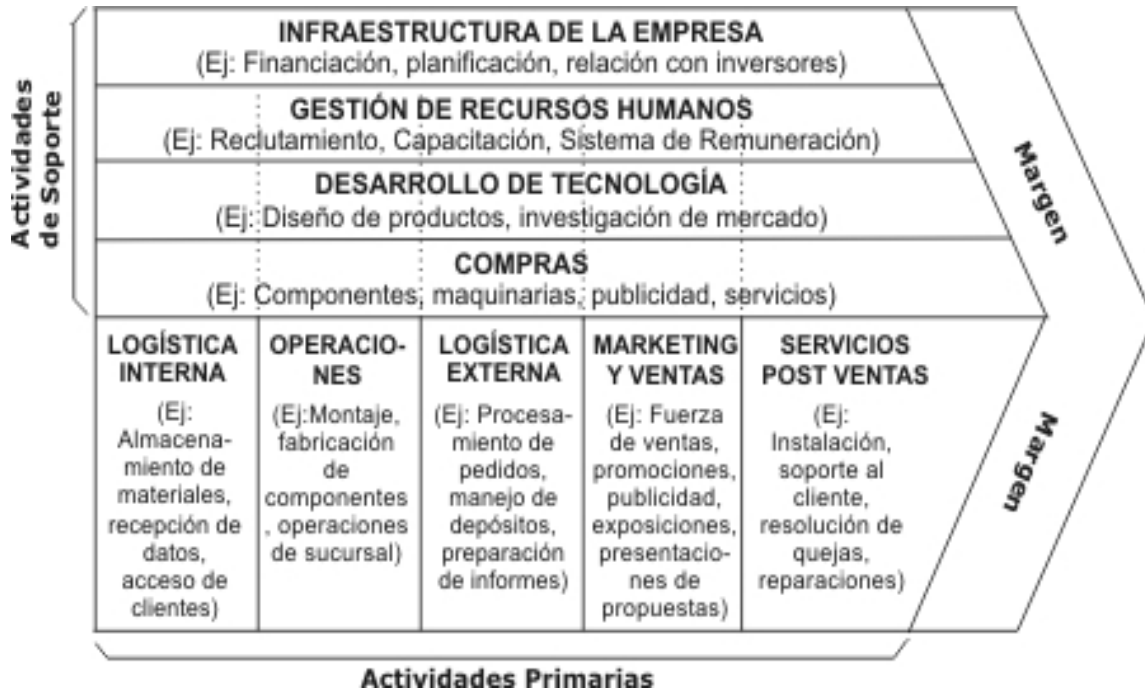 Actividades
de Soporte
INFRAESTRUCTURA DE LA EMPRESA
(Ej: Financiación, planificación, relación con inversores)
GESTIÓN DE RECURSOS HUMANOS
(Ej: Reclutamiento, Capacitación, Sistema de Remuneración)
DESARROLLO DE TECNOLOGÍA
(Ej: Diseño de productos, investigación de mercado)
COMPRAS
(Ej: Componentes, maquinarias, publicidad, servicios)
Margen
LOGÍSTICA
INTERNA
(Ej:
Almacena-
miento de
materiales,
recepción de
datos,
acceso de
clientes)
OPERACIO-
NES
(Ej:Montaje,
fabricación
de
componentes
, operaciones
de sucursal)
LOGÍSTICA
EXTERNA
(Ej: Procesa-
miento de
pedidos,
manejo de
depósitos,
preparación
de informes)
MARKETING
Y VENTAS
(Ej: Fuerza
de ventas,
promociones,
publicidad,
exposiciones,
presentacio-
nes de
propuestas)
SERVICIOS
POST VENTAS
(Ej:
Instalación,
soporte al
cliente,
resolución de
quejas,
reparaciones)
Margen
Actividades Primarias